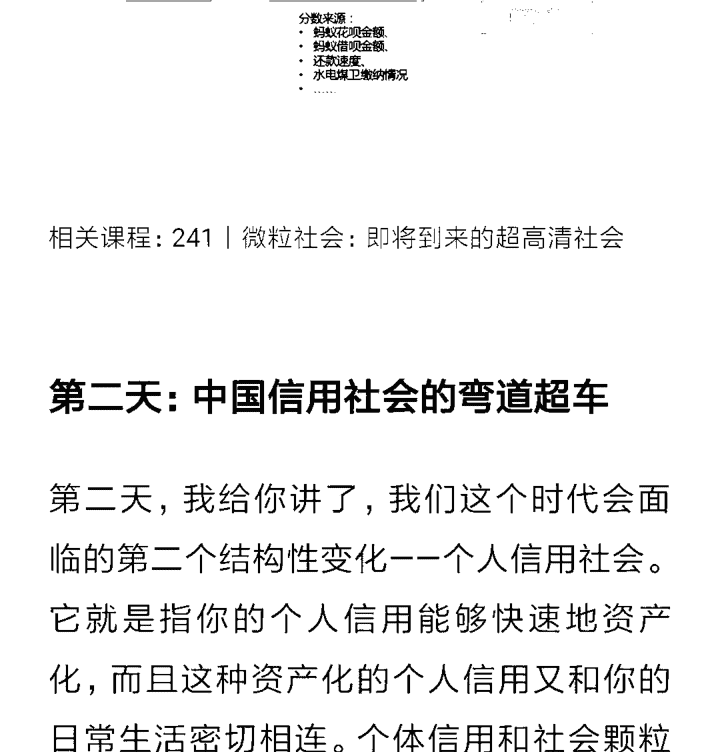 分数来源：
• 蚂蚁花呗金额、
• 蚂蚁借呗金额、
• 还款速度、
• 水电煤卫缴纳情况
• ……
相关课程：241丨微粒社会：即将到来的超高清社会
第二天：中国信用社会的弯道超车
第二天，我给你讲了，我们这个时代会面
临的第二个结构性变化——个人信用社会。
它就是指你的个人信用能够快速地资产
化，而且这种资产化的个人信用又和你的
日常生活密切相连。个体信用和社会颗粒